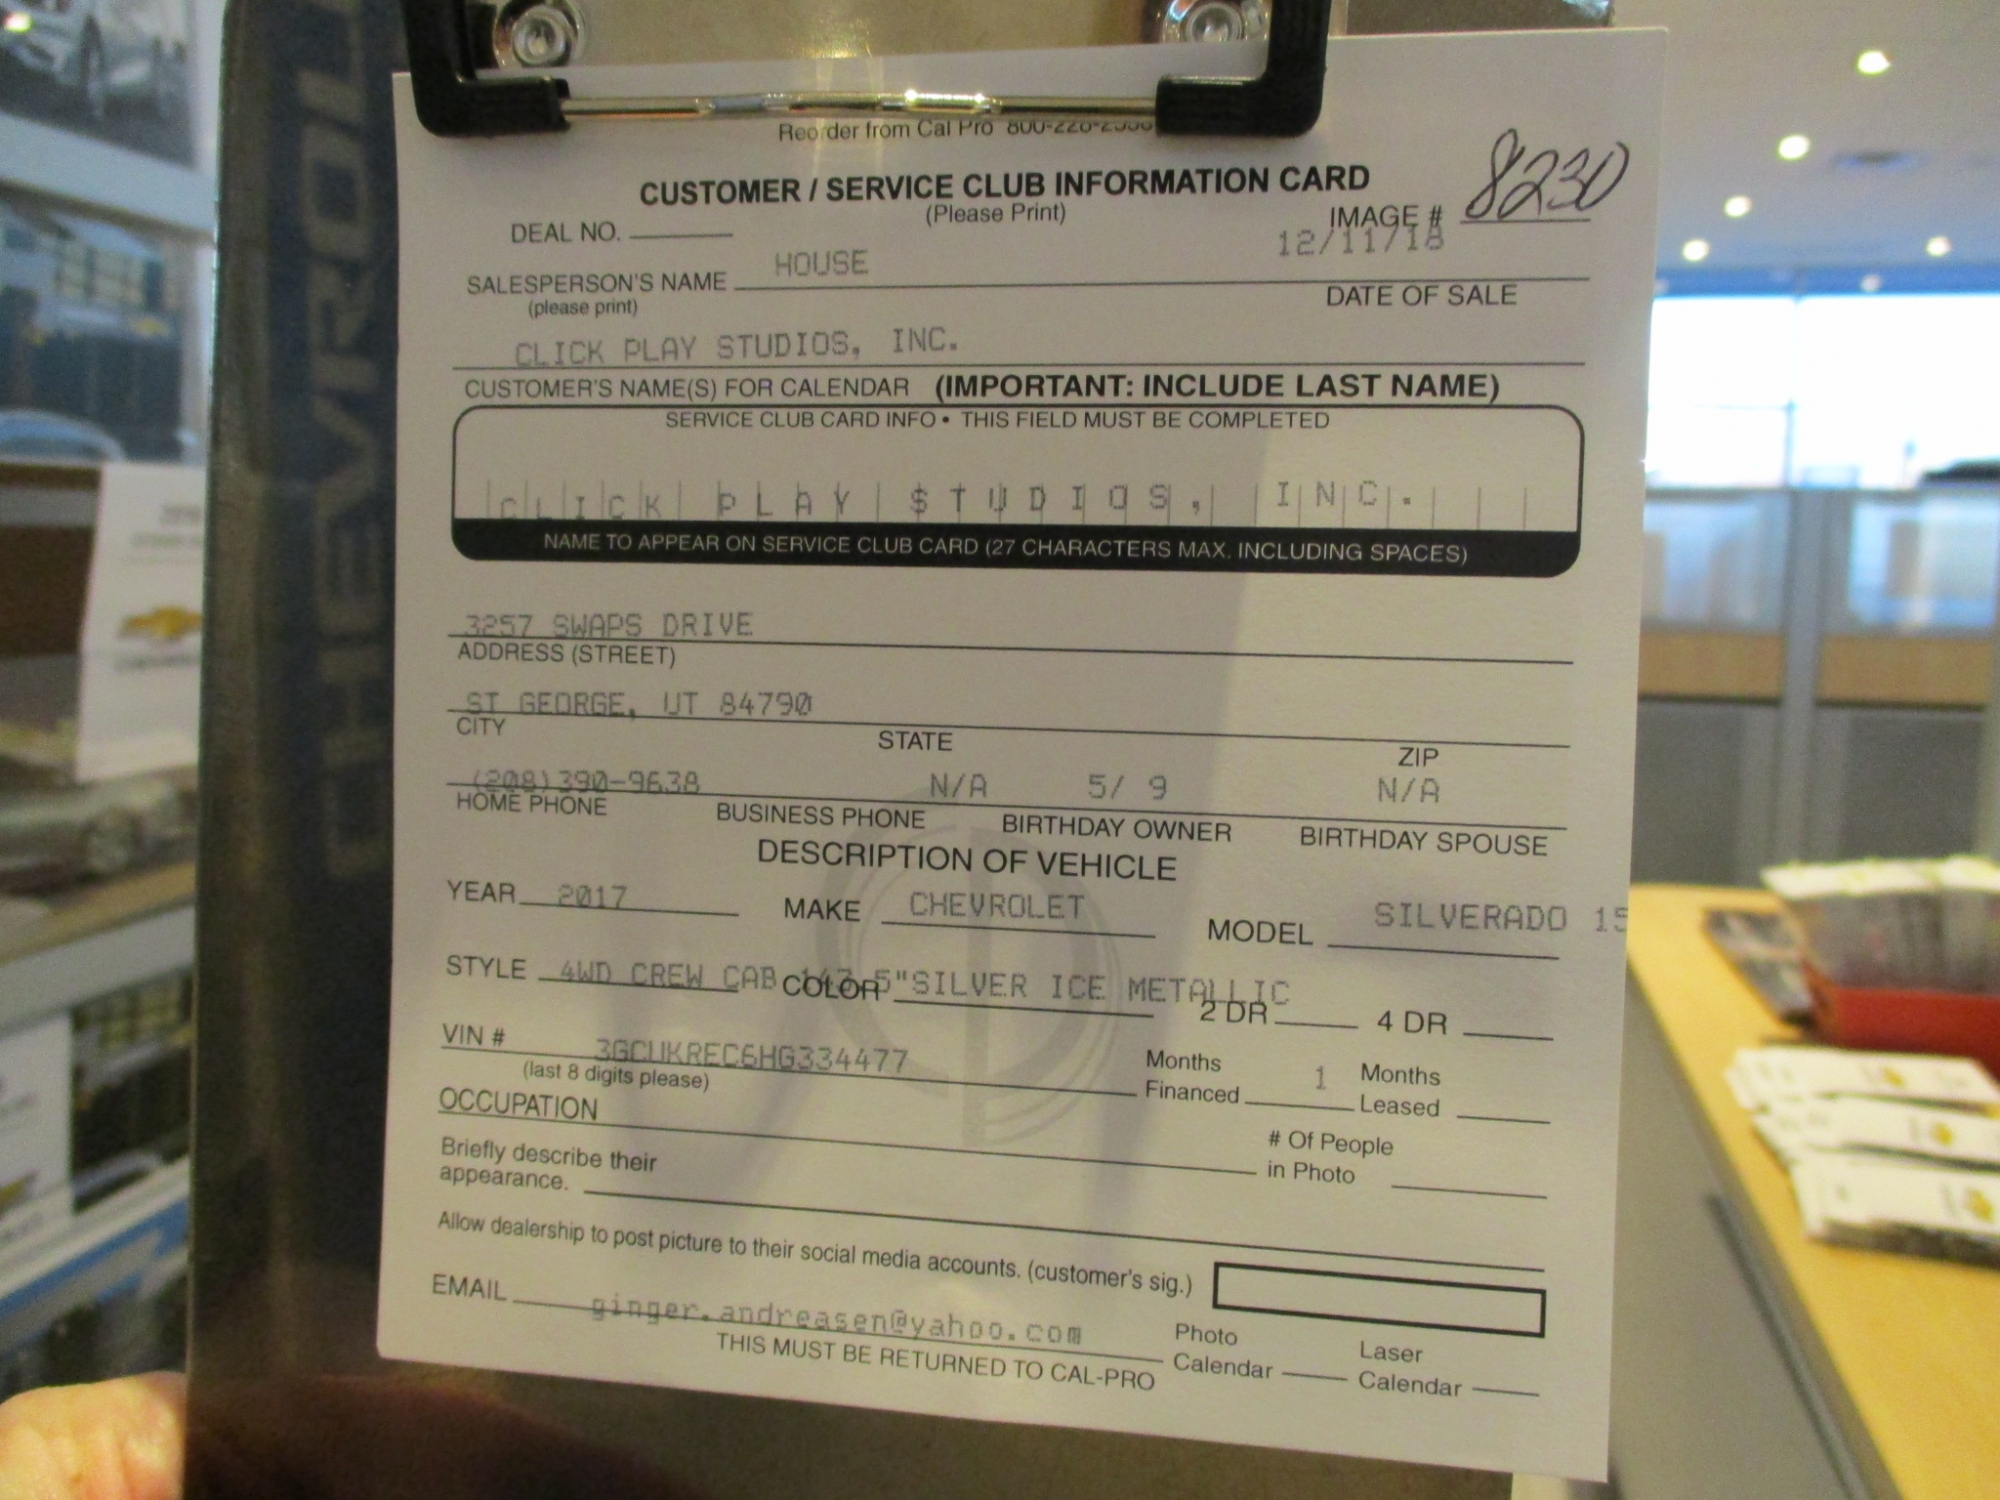 CHEVROL
Reorder from Cal Pro
CUSTOMER / SERVICE CLUB INFORMATION CARD
(Please Print)
IMAGE # 8230
DEAL NO.
12/11/18
SALESPERSON'S NAME HOUSE
(please print)
DATE OF SALE
CLICK PLAY STUDIOS, INC.
CUSTOMER'S NAME(S) FOR CALENDAR (IMPORTANT: INCLUDE LAST NAME)
SERVICE CLUB CARD INFO • THIS FIELD MUST BE COMPLETED
CLICK PLAY STUDIOS, INC.
NAME TO APPEAR ON SERVICE CLUB CARD (27 CHARACTERS MAX. INCLUDING SPACES)
3257 SWAPS DRIVE
ADDRESS (STREET)
ST GEORGE, UT 84790
CITY STATE ZIP
(208)390-9638 N/A 5/ 9 N/A
HOME PHONE BUSINESS PHONE BIRTHDAY OWNER BIRTHDAY SPOUSE
DESCRIPTION OF VEHICLE
YEAR 2017 MAKE CHEVROLET MODEL SILVERADO 15
STYLE 4WD CREW CAB 143.5" COLOR SILVER ICE METALLIC
2 DR 4 DR
VIN # 3GCUKREC6HG334477
(last 8 digits please)
Months Financed 1 Months Leased
OCCUPATION
# Of People in Photo
Briefly describe their
appearance.
Allow dealership to post picture to their social media accounts. (customer's sig.)
EMAIL ginger.andreasen@yahoo.com
THIS MUST BE RETURNED TO CAL-PRO
Photo Calendar Laser Calendar